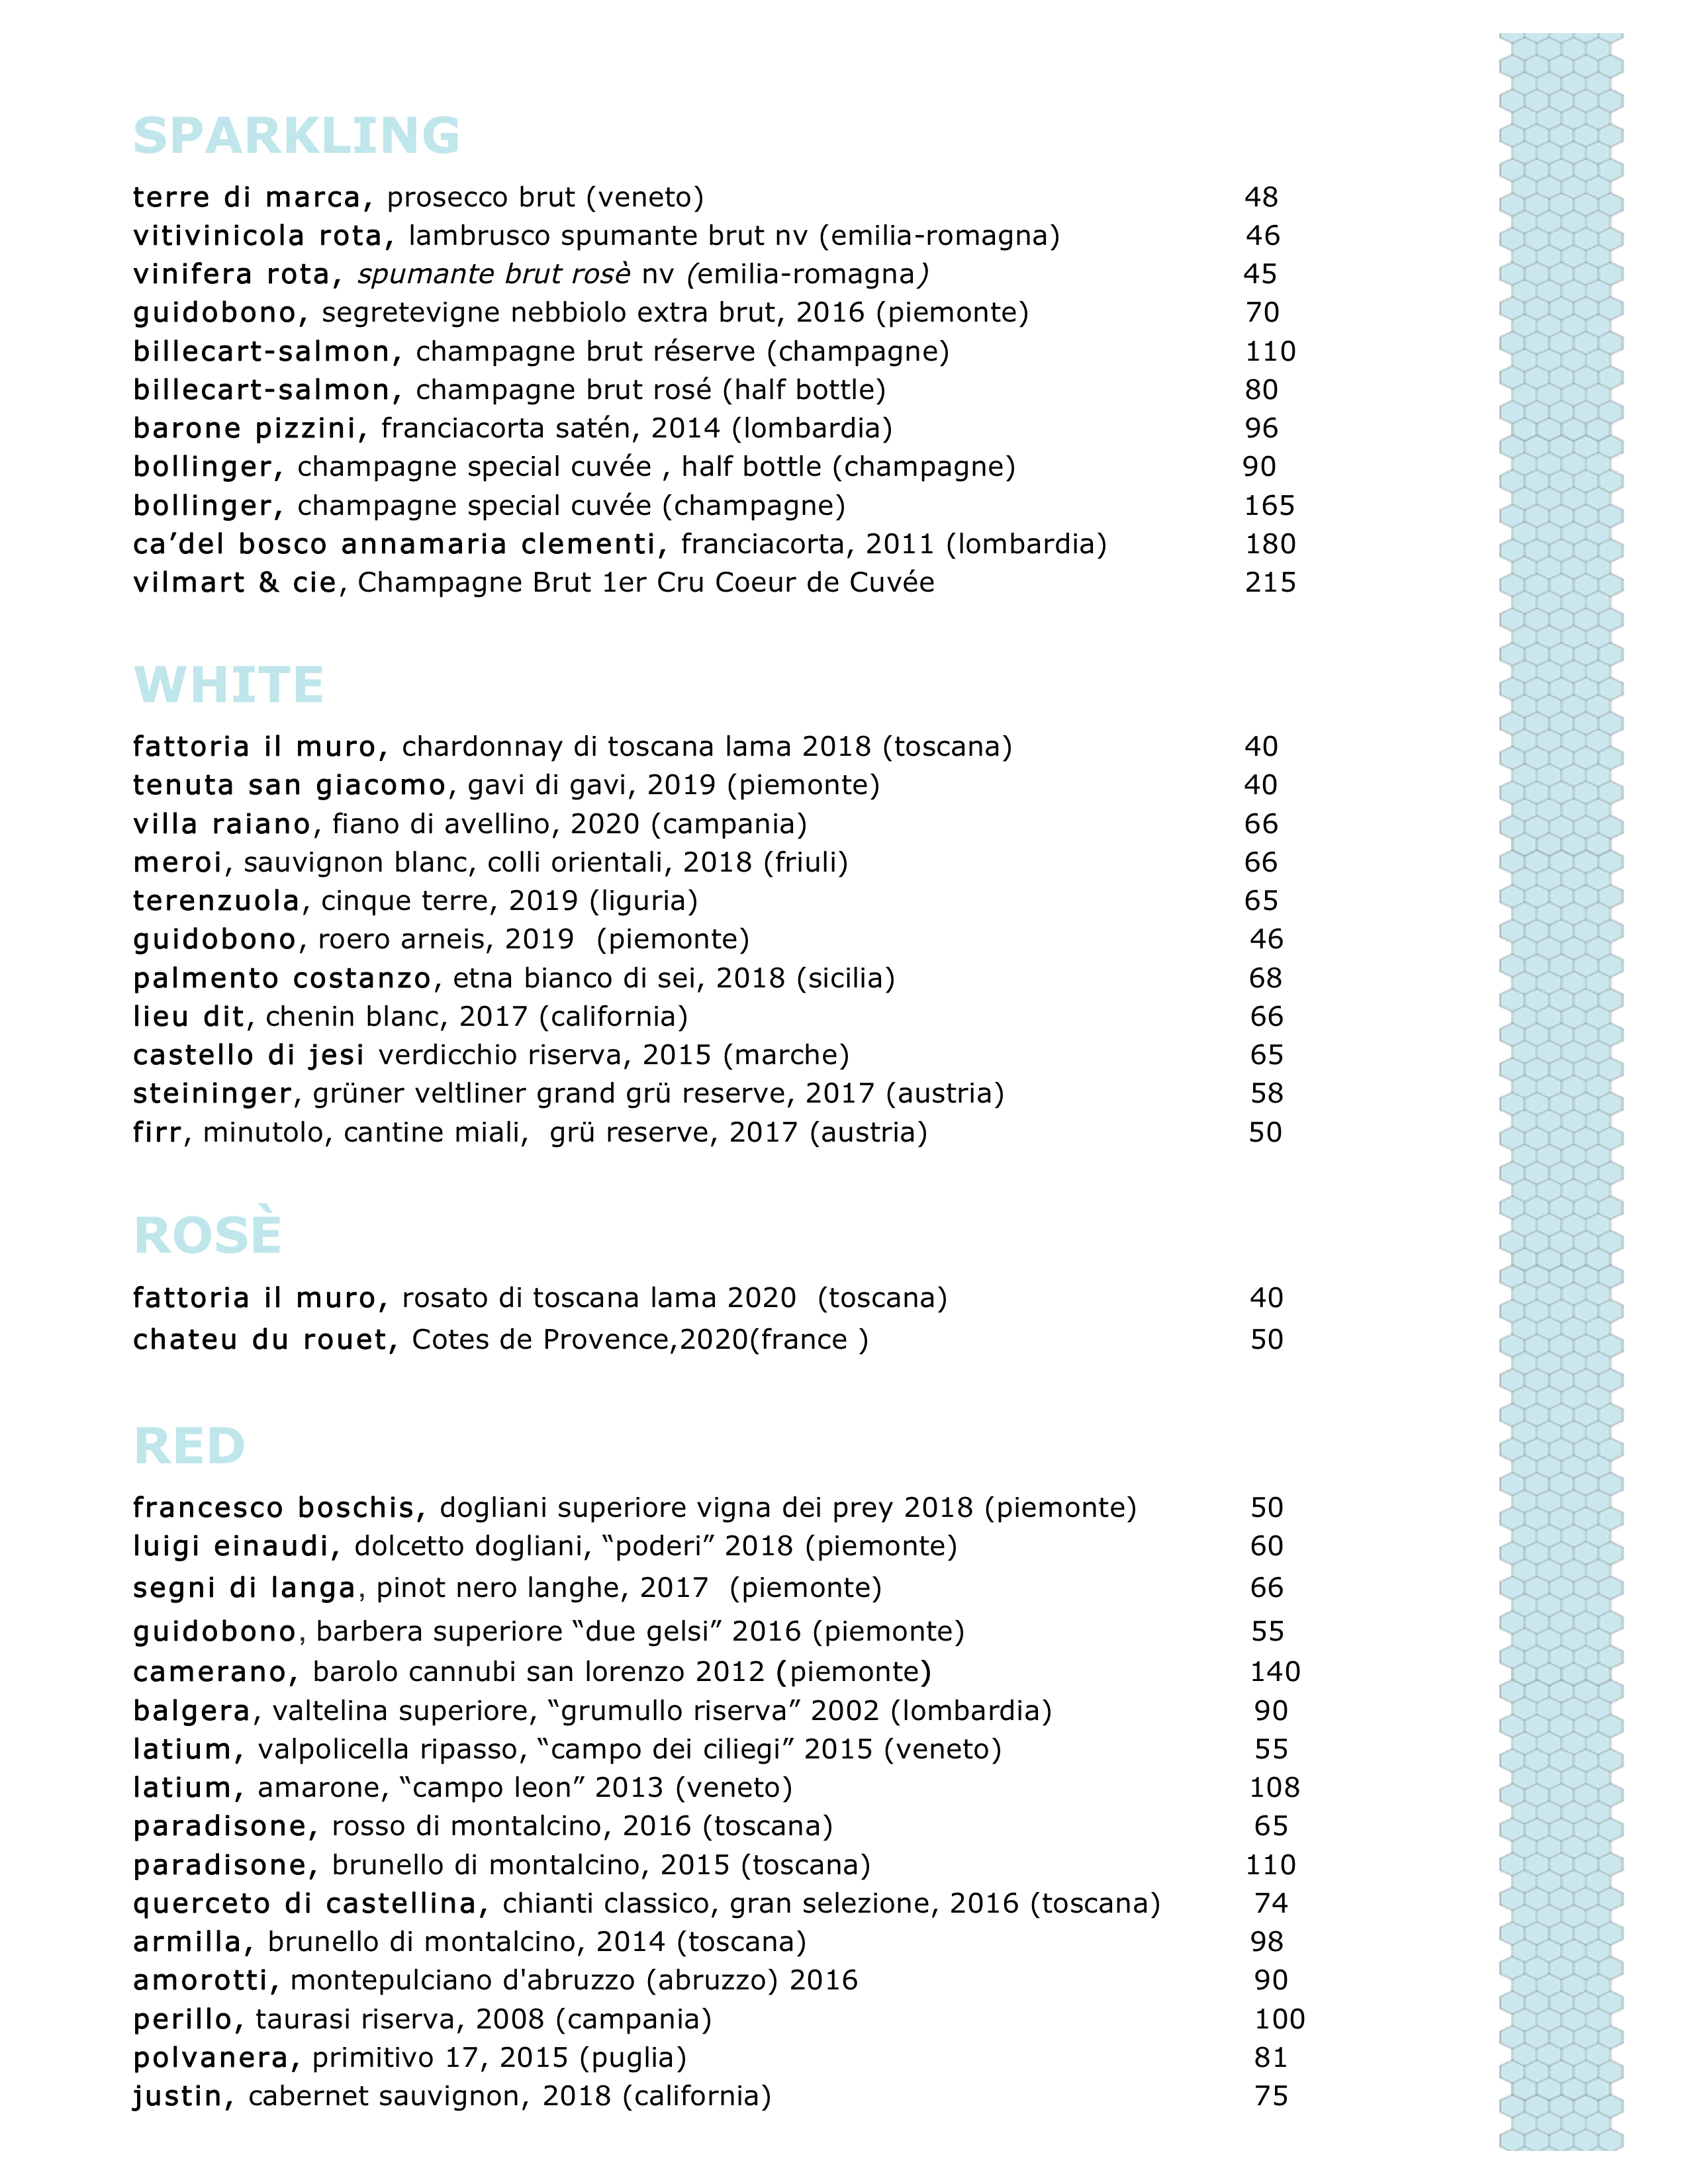 SPARKLING
terre di marca, prosecco brut (veneto) 48
vitivinicola rota, lambrusco spumante brut nv (emilia-romagna) 46
vinifera rota, spumante brut rosè nv (emilia-romagna) 45
guidobono, segretevigne nebbiolo extra brut, 2016 (piemonte) 70
billecart-salmon, champagne brut réserve (champagne) 110
billecart-salmon, champagne brut rosé (half bottle) 80
barone pizzini, franciacorta satén, 2014 (lombardia) 96
bollinger, champagne special cuvée , half bottle (champagne) 90
bollinger, champagne special cuvée (champagne) 165
ca’del bosco annamaria clementi, franciacorta, 2011 (lombardia) 180
vilmart & cie, Champagne Brut 1er Cru Coeur de Cuvée 215
WHITE
fattoria il muro, chardonnay di toscana lama 2018 (toscana) 40
tenuta san giacomo, gavi di gavi, 2019 (piemonte) 40
villa raiano, fiano di avellino, 2020 (campania) 66
meroi, sauvignon blanc, colli orientali, 2018 (friuli) 66
terenzuola, cinque terre, 2019 (liguria) 65
guidobono, roero arneis, 2019 (piemonte) 46
palmento costanzo, etna bianco di sei, 2018 (sicilia) 68
lieu dit, chenin blanc, 2017 (california) 66
castello di jesi verdicchio riserva, 2015 (marche) 65
steininger, grüner veltliner grand grü reserve, 2017 (austria) 58
firr, minutolo, cantine miali, grü reserve, 2017 (austria) 50
ROSÈ
fattoria il muro, rosato di toscana lama 2020 (toscana) 40
chateu du rouet, Cotes de Provence,2020(france ) 50
RED
francesco boschis, dogliani superiore vigna dei prey 2018 (piemonte) 50
luigi einaudi, dolcetto dogliani, “poderi” 2018 (piemonte) 60
segni di langa, pinot nero langhe, 2017 (piemonte) 66
guidobono, barbera superiore “due gelsi” 2016 (piemonte) 55
camerano, barolo cannubi san lorenzo 2012 (piemonte) 140
balgera, valtelina superiore, “grumullo riserva” 2002 (lombardia) 90
latium, valpolicella ripasso, “campo dei ciliegi” 2015 (veneto) 55
latium, amarone, “campo leon” 2013 (veneto) 108
paradisone, rosso di montalcino, 2016 (toscana) 65
paradisone, brunello di montalcino, 2015 (toscana) 110
querceto di castellina, chianti classico, gran selezione, 2016 (toscana) 74
armilla, brunello di montalcino, 2014 (toscana) 98
amorotti, montepulciano d'abruzzo (abruzzo) 2016 90
perillo, taurasi riserva, 2008 (campania) 100
polvanera, primitivo 17, 2015 (puglia) 81
justin, cabernet sauvignon, 2018 (california) 75